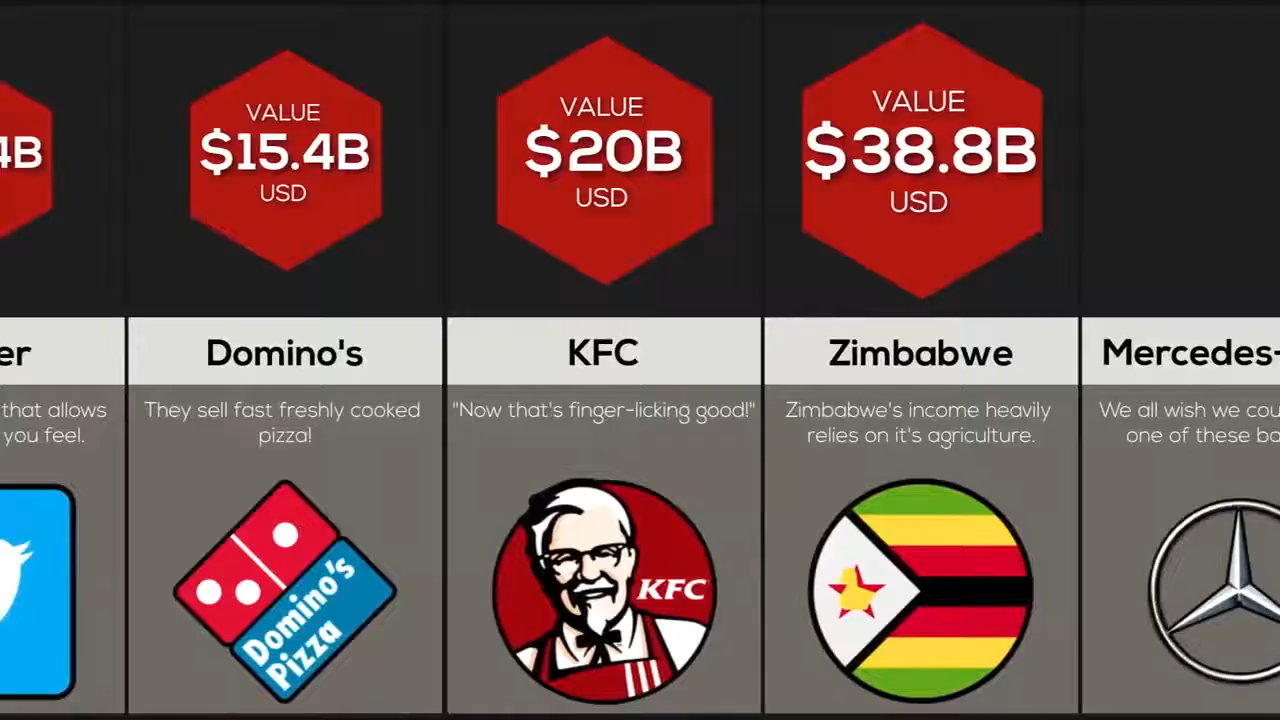 4B
VALUE
$15.4B
USD
VALUE
$20B
USD
VALUE
$38.8B
USD
er
Domino's
KFC
Zimbabwe
Mercedes-
that allows
you feel.
They sell fast freshly cooked
pizza!
"Now that's finger-licking good!"
Zimbabwe's income heavily
relies on it's agriculture.
We all wish we cou
one of these ba
Domino's
Pizza
KFC